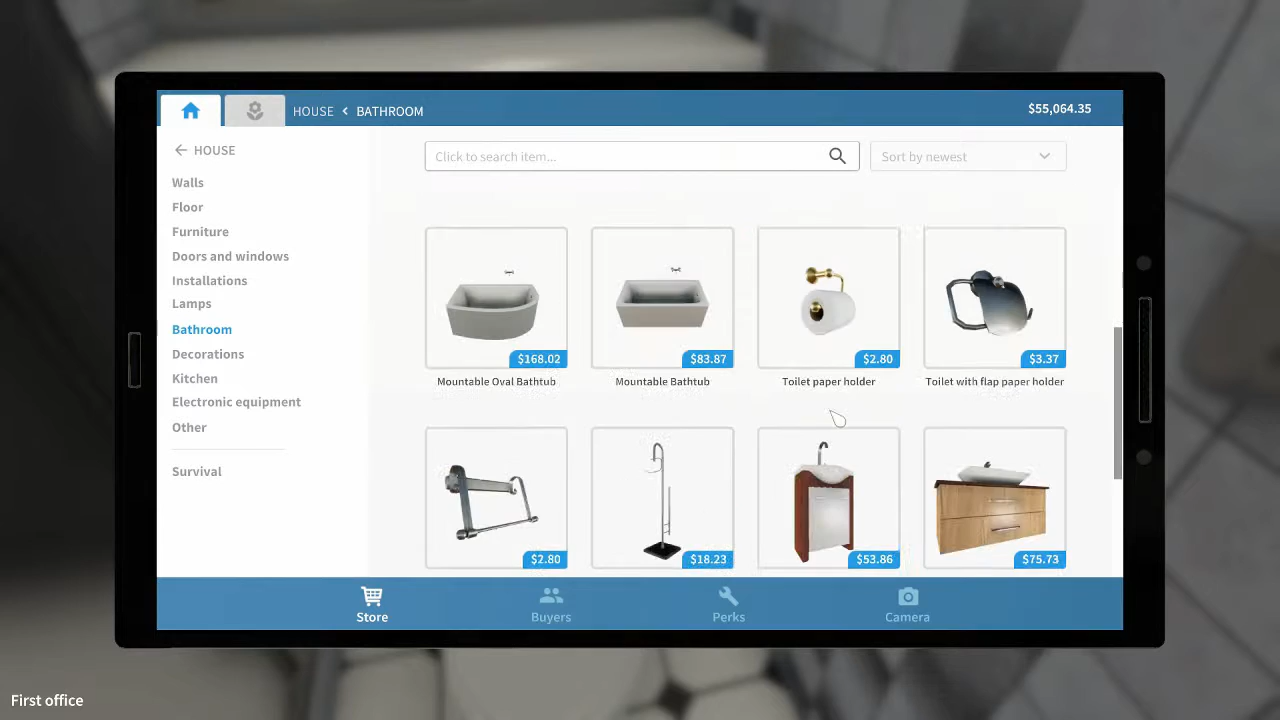 HOUSE < BATHROOM
$55,064.35
← HOUSE
Click to search item...
Sort by newest
Walls
Floor
Furniture
Doors and windows
Installations
Lamps
Bathroom
Decorations
Kitchen
Electronic equipment
Other
Survival
$168.02
$83.87
$2.80
$3.37
Mountable Oval Bathtub
Mountable Bathtub
Toilet paper holder
Toilet with flap paper holder
$2.80
$18.23
$53.86
$75.73
Store
Buyers
Perks
Camera
First office